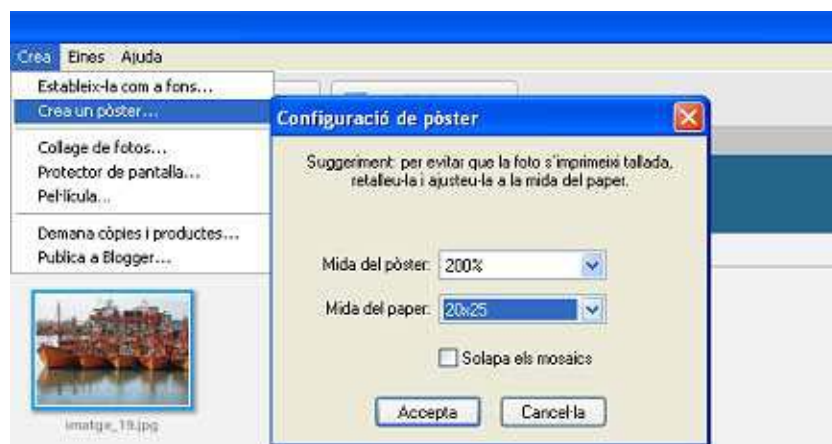 Crea Eines Ajuda
Estableix-la com a fons...
Crea un pòster...
Collage de fotos...
Protector de pantalla...
Pel·lícula...
Demana còpies i productes...
Publica a Blogger...
imatge_19.jpg
Configuració de pòster
Suggeriment: per evitar que la foto s'imprimeixi tallada,
retalleu-la i ajusteu-la a la mida del paper.
Mida del pòster: 200%
Mida del paper: 20x25
Solapa els mosaics
Accepta Cancel·la